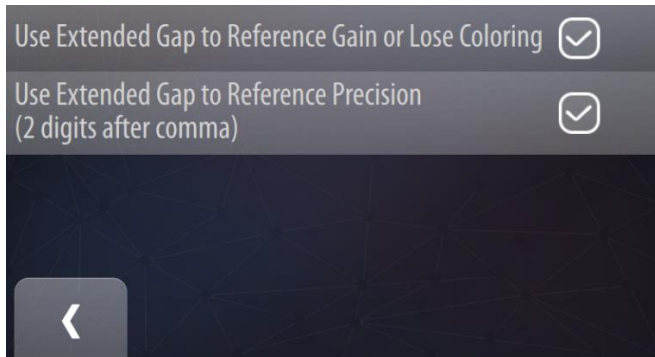 Use Extended Gap to Reference Gain or Lose Coloring
Use Extended Gap to Reference Precision
(2 digits after comma)